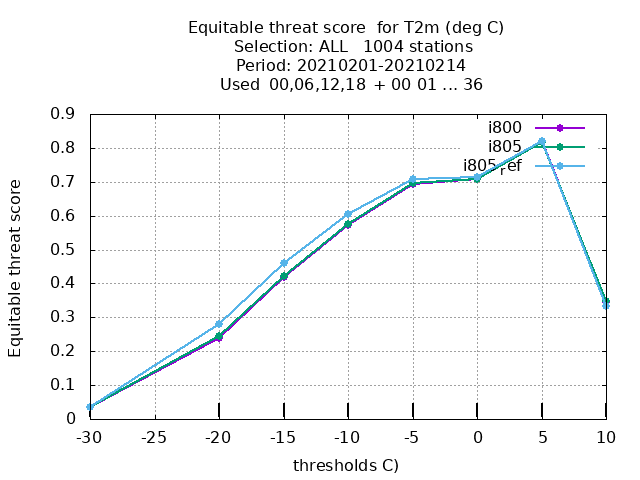 Equitable threat score  for T2m (deg C)
Selection: ALL   1004 stations
Period: 20210201-20210214
Used  00,06,12,18  + 00 01 ... 36
0.9
0.8
0.7
0.6
0.5
0.4
0.3
0.2
0.1
0
Equitable threat score
i800
i805
i805ref
-30 -25 -20 -15 -10 -5 0 5 10
thresholds C)